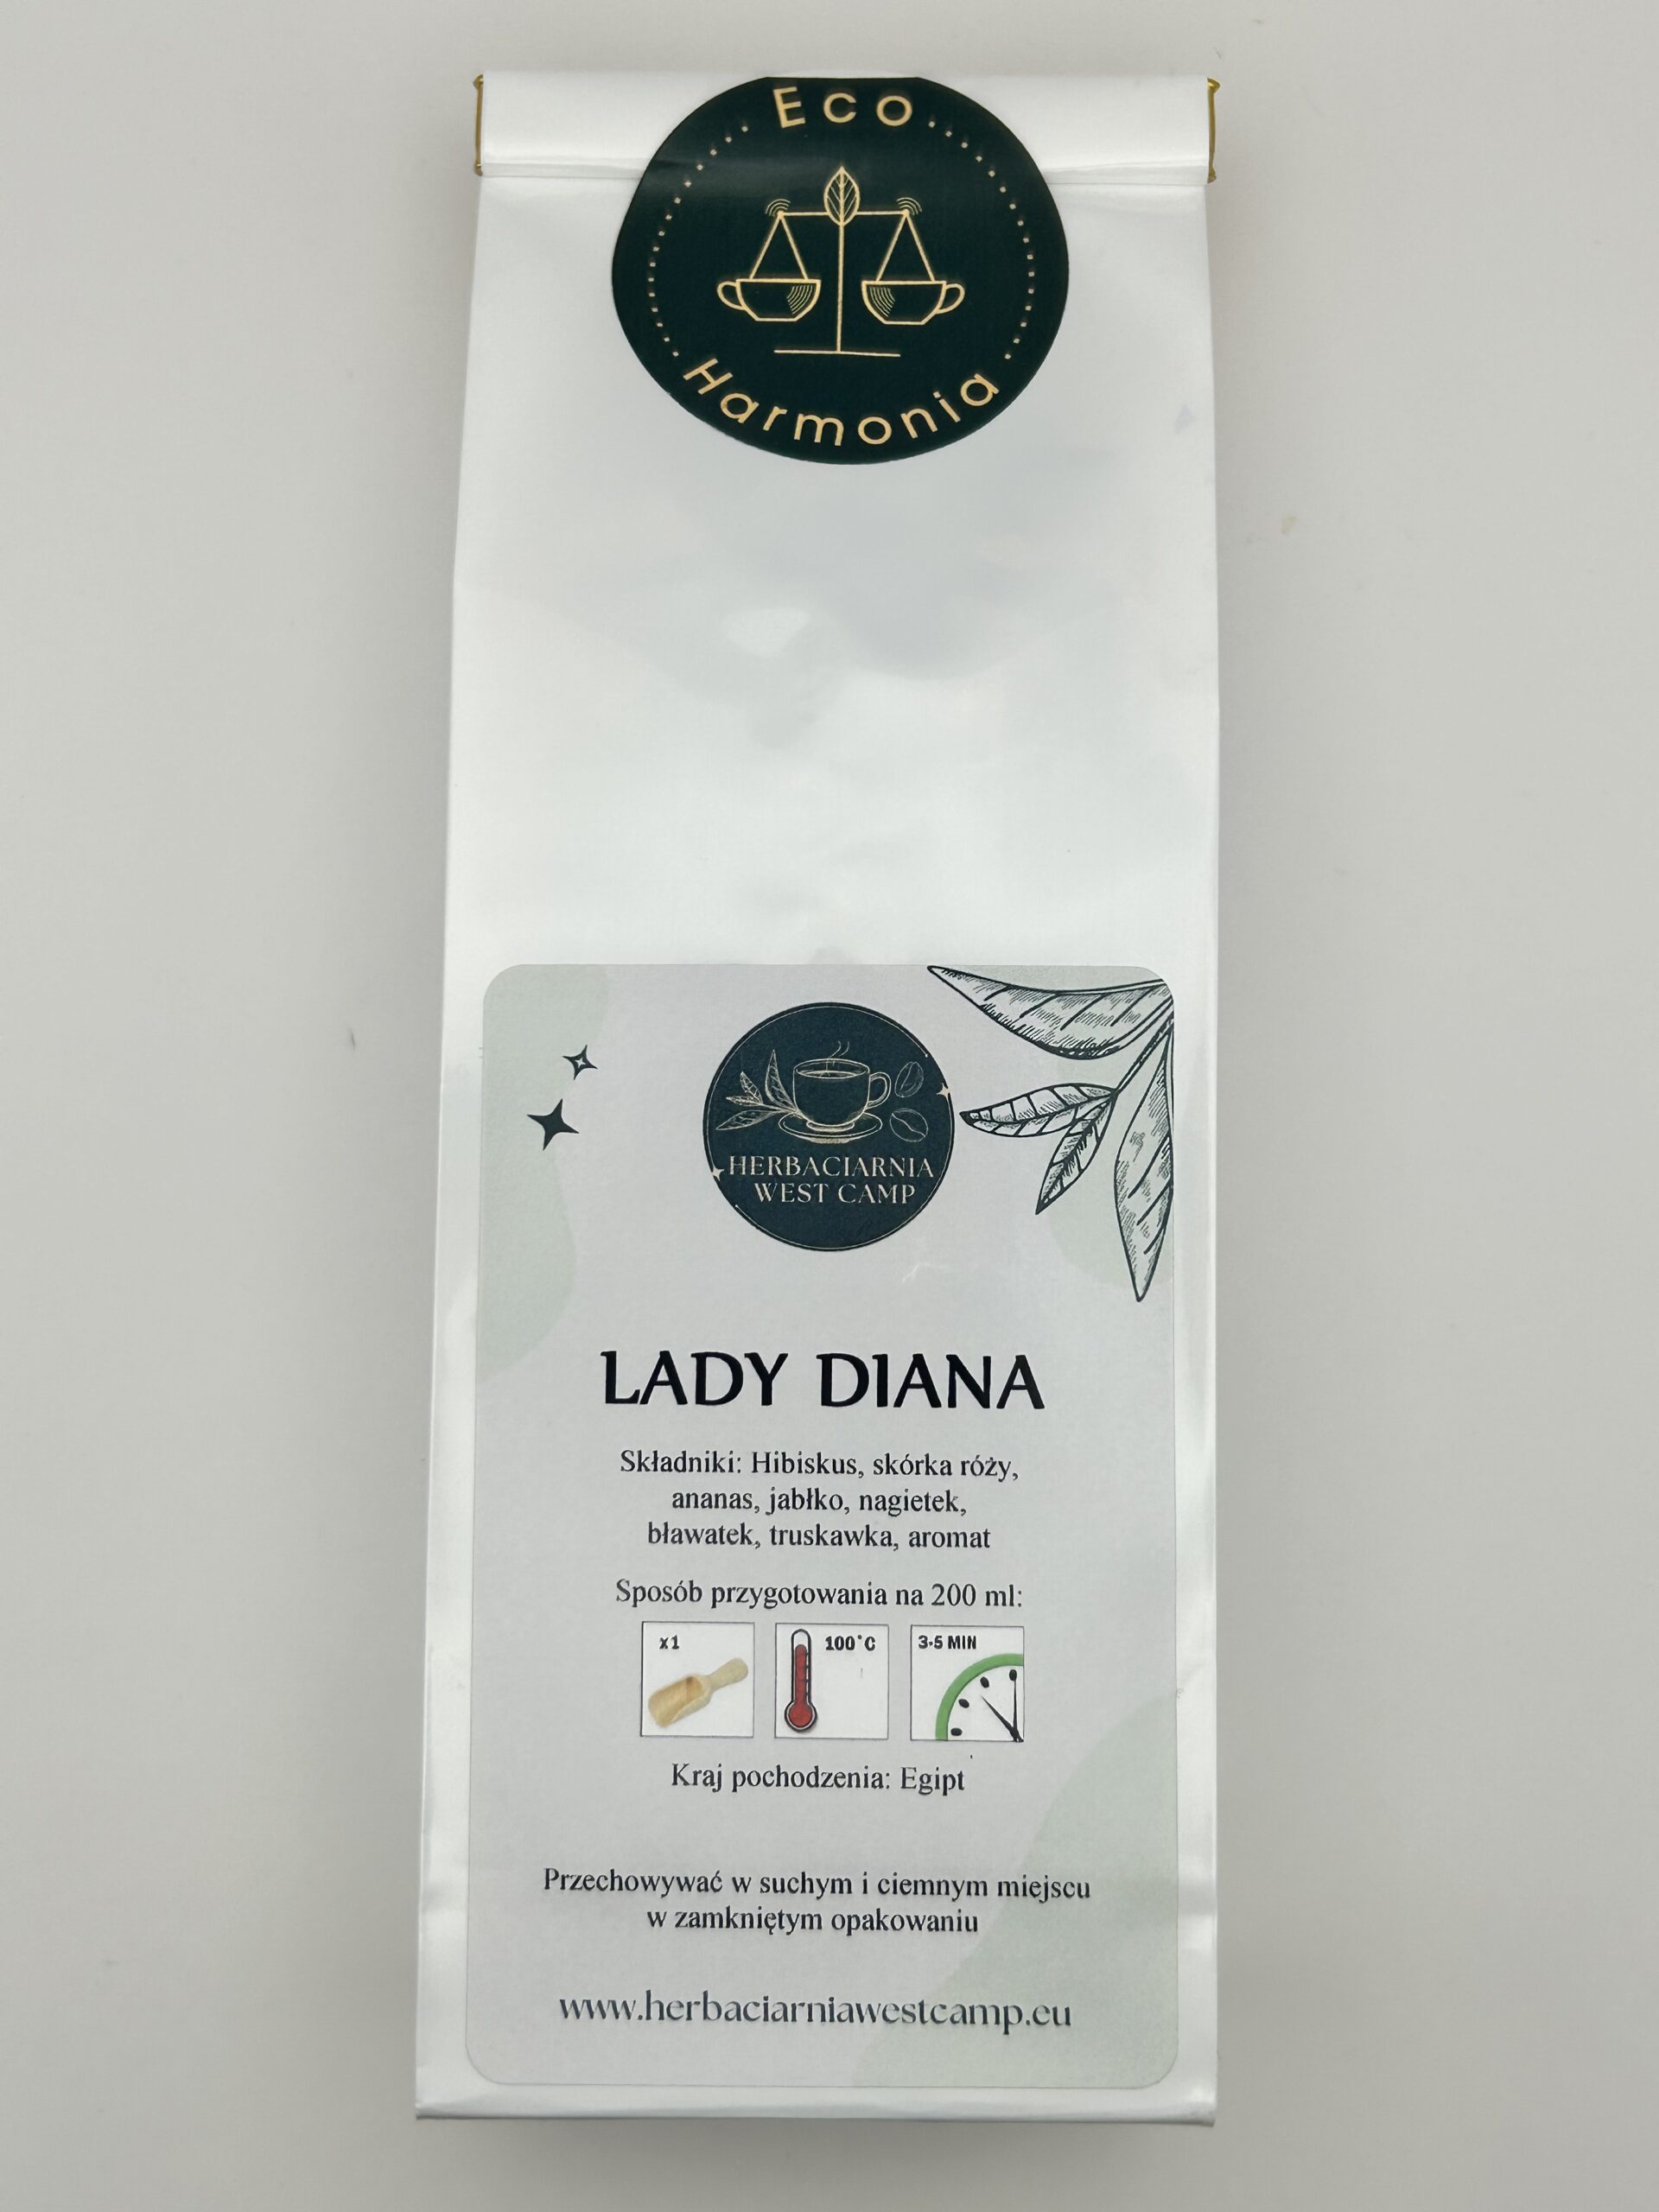 Eco
Harmonia
HERBACIARNIA
WEST CAMP
LADY DIANA
Składniki: Hibiskus, skórka róży,
ananas, jabłko, nagietek,
bławatek, truskawka, aromat
Sposób przygotowania na 200 ml:
x1
100°C
3-5 MIN
Kraj pochodzenia: Egipt
Przechowywać w suchym i ciemnym miejscu
w zamkniętym opakowaniu
www.herbaciarniawestcamp.eu